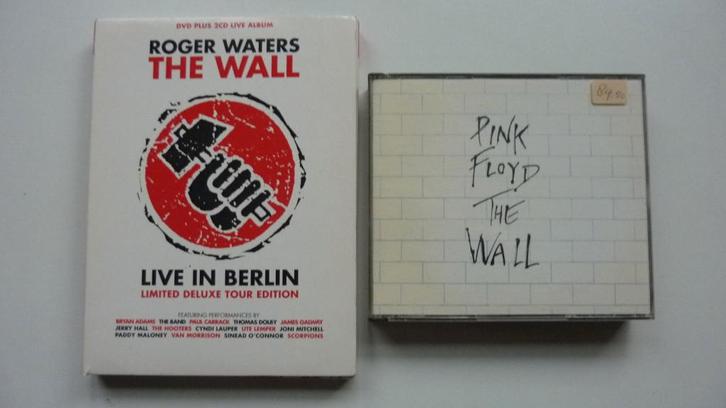 DVD PLUS 2CD LIVE ALBUM
ROGER WATERS
THE WALL
LIVE IN BERLIN
LIMITED DELUXE TOUR EDITION
FEATURING PERFORMANCES BY
BRYAN ADAMS THE BAND PAUL CARRACK THOMAS DOLBY JAMES GALWAY
JERRY HALL THE HOOTERS CYNDI LAUPER UTE LEMPER JONI MITCHELL
PADDY MALONEY VAN MORRISON SINEAD O'CONNOR SCORPIONS
PINK
FLOYD
THE
WALL